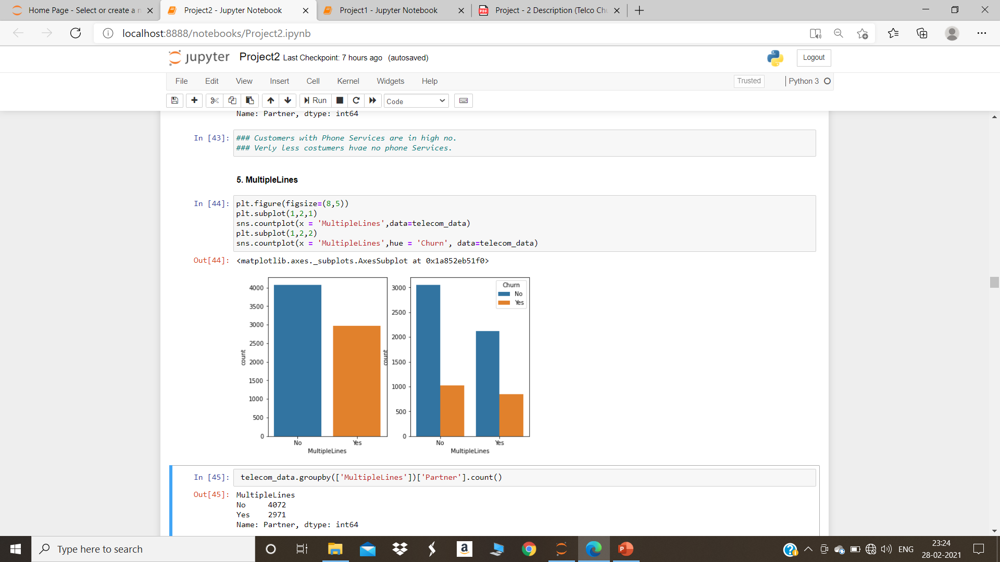 Home Page - Select or create a n
Project2 - Jupyter Notebook
Project1 - Jupyter Notebook
PDF
Project - 2 Description (Telco Ch
localhost:8888/notebooks/Project2.ipynb
jupyter Project2 Last Checkpoint: 7 hours ago (autosaved)
Logout
File Edit View Insert Cell Kernel Widgets Help
Trusted
Python 3
Run
Code
Name: Partner, dtype: int64
In [43]: ### Customers with Phone Services are in high no.
### Verly less costumers hvae no phone Services.
5. MultipleLines
In [44]: plt.figure(figsize=(8,5))
plt.subplot(1,2,1)
sns.countplot(x = 'MultipleLines',data=telecom_data)
plt.subplot(1,2,2)
sns.countplot(x = 'MultipleLines',hue = 'Churn', data=telecom_data)
Out[44]: <matplotlib.axes._subplots.AxesSubplot at 0x1a852eb51f0>
4000
3500
3000
2500
2000
1500
1000
500
0
count
No Yes
MultipleLines
3000
2500
2000
1500
1000
500
0
count
Churn
No
Yes
No Yes
MultipleLines
In [45]: telecom_data.groupby(['MultipleLines'])['Partner'].count()
Out[45]: MultipleLines
No 4072
Yes 2971
Name: Partner, dtype: int64
Type here to search
a
P
ENG
23:24
28-02-2021